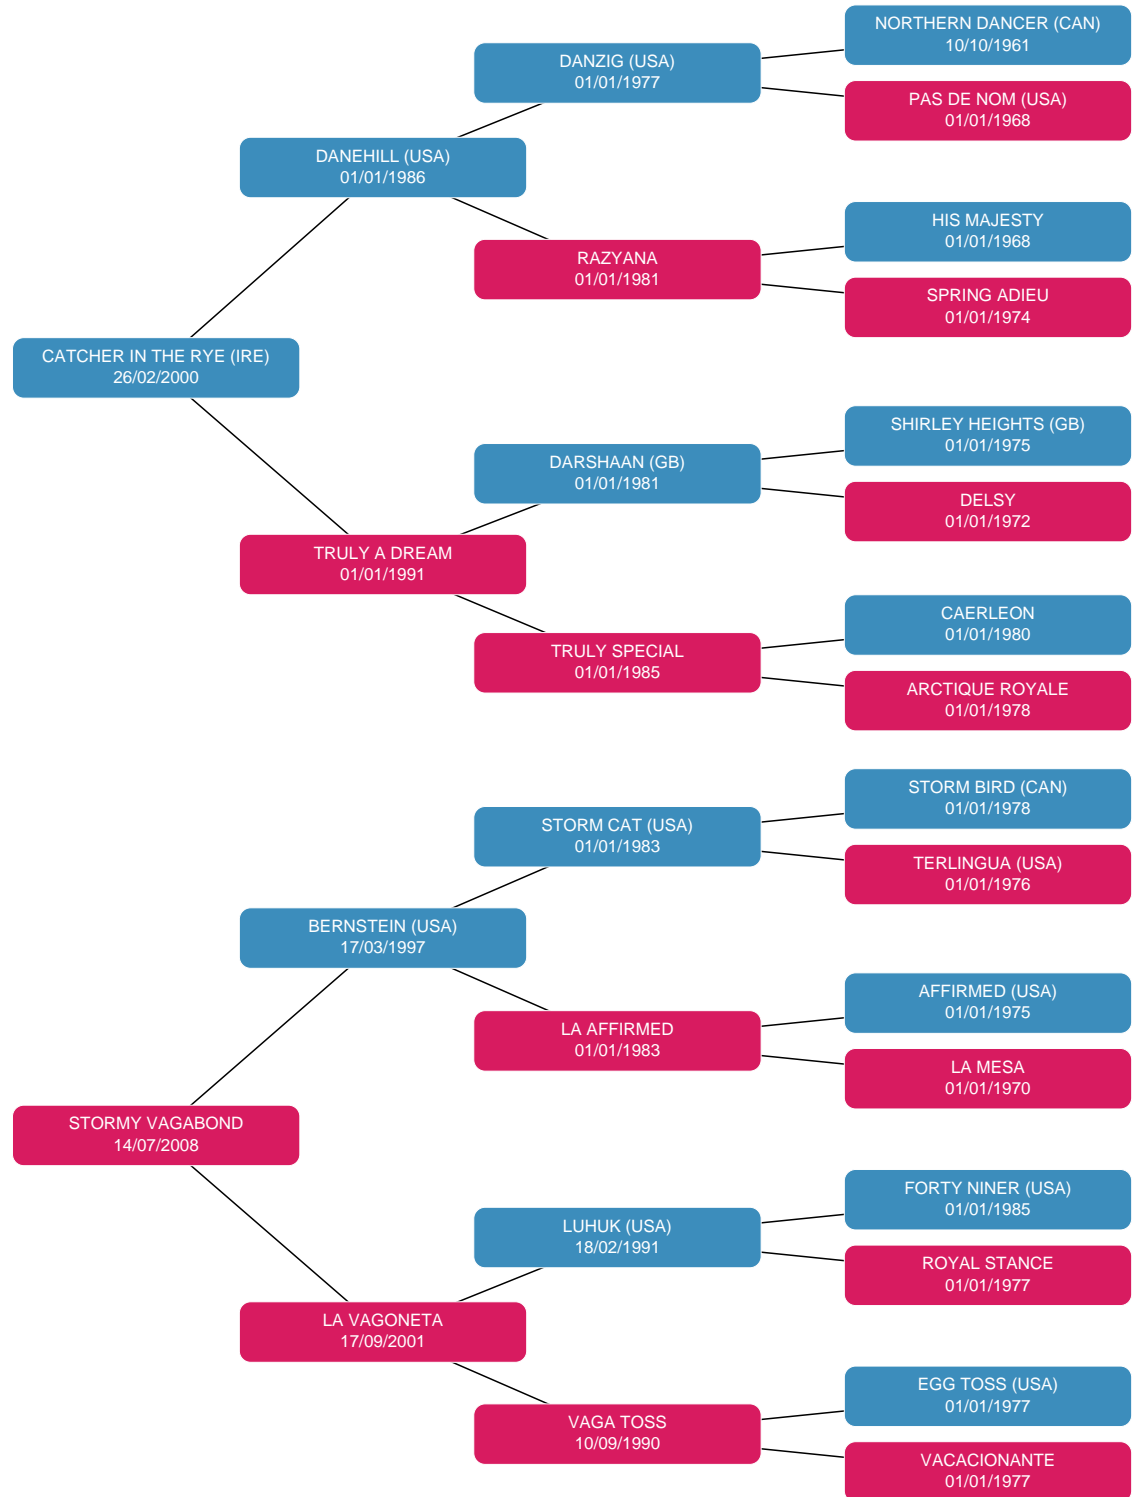 NORTHERN DANCER (CAN)
10/10/1961
DANZIG (USA)
01/01/1977
PAS DE NOM (USA)
01/01/1968
DANEHILL (USA)
01/01/1986
HIS MAJESTY
01/01/1968
RAZYANA
01/01/1981
SPRING ADIEU
01/01/1974
CATCHER IN THE RYE (IRE)
26/02/2000
SHIRLEY HEIGHTS (GB)
01/01/1975
DARSHAAN (GB)
01/01/1981
DELSY
01/01/1972
TRULY A DREAM
01/01/1991
CAERLEON
01/01/1980
TRULY SPECIAL
01/01/1985
ARCTIQUE ROYALE
01/01/1978
STORM BIRD (CAN)
01/01/1978
STORM CAT (USA)
01/01/1983
TERLINGUA (USA)
01/01/1976
BERNSTEIN (USA)
17/03/1997
AFFIRMED (USA)
01/01/1975
LA AFFIRMED
01/01/1983
LA MESA
01/01/1970
STORMY VAGABOND
14/07/2008
FORTY NINER (USA)
01/01/1985
LUHUK (USA)
18/02/1991
ROYAL STANCE
01/01/1977
LA VAGONETA
17/09/2001
EGG TOSS (USA)
01/01/1977
VAGA TOSS
10/09/1990
VACACIONANTE
01/01/1977